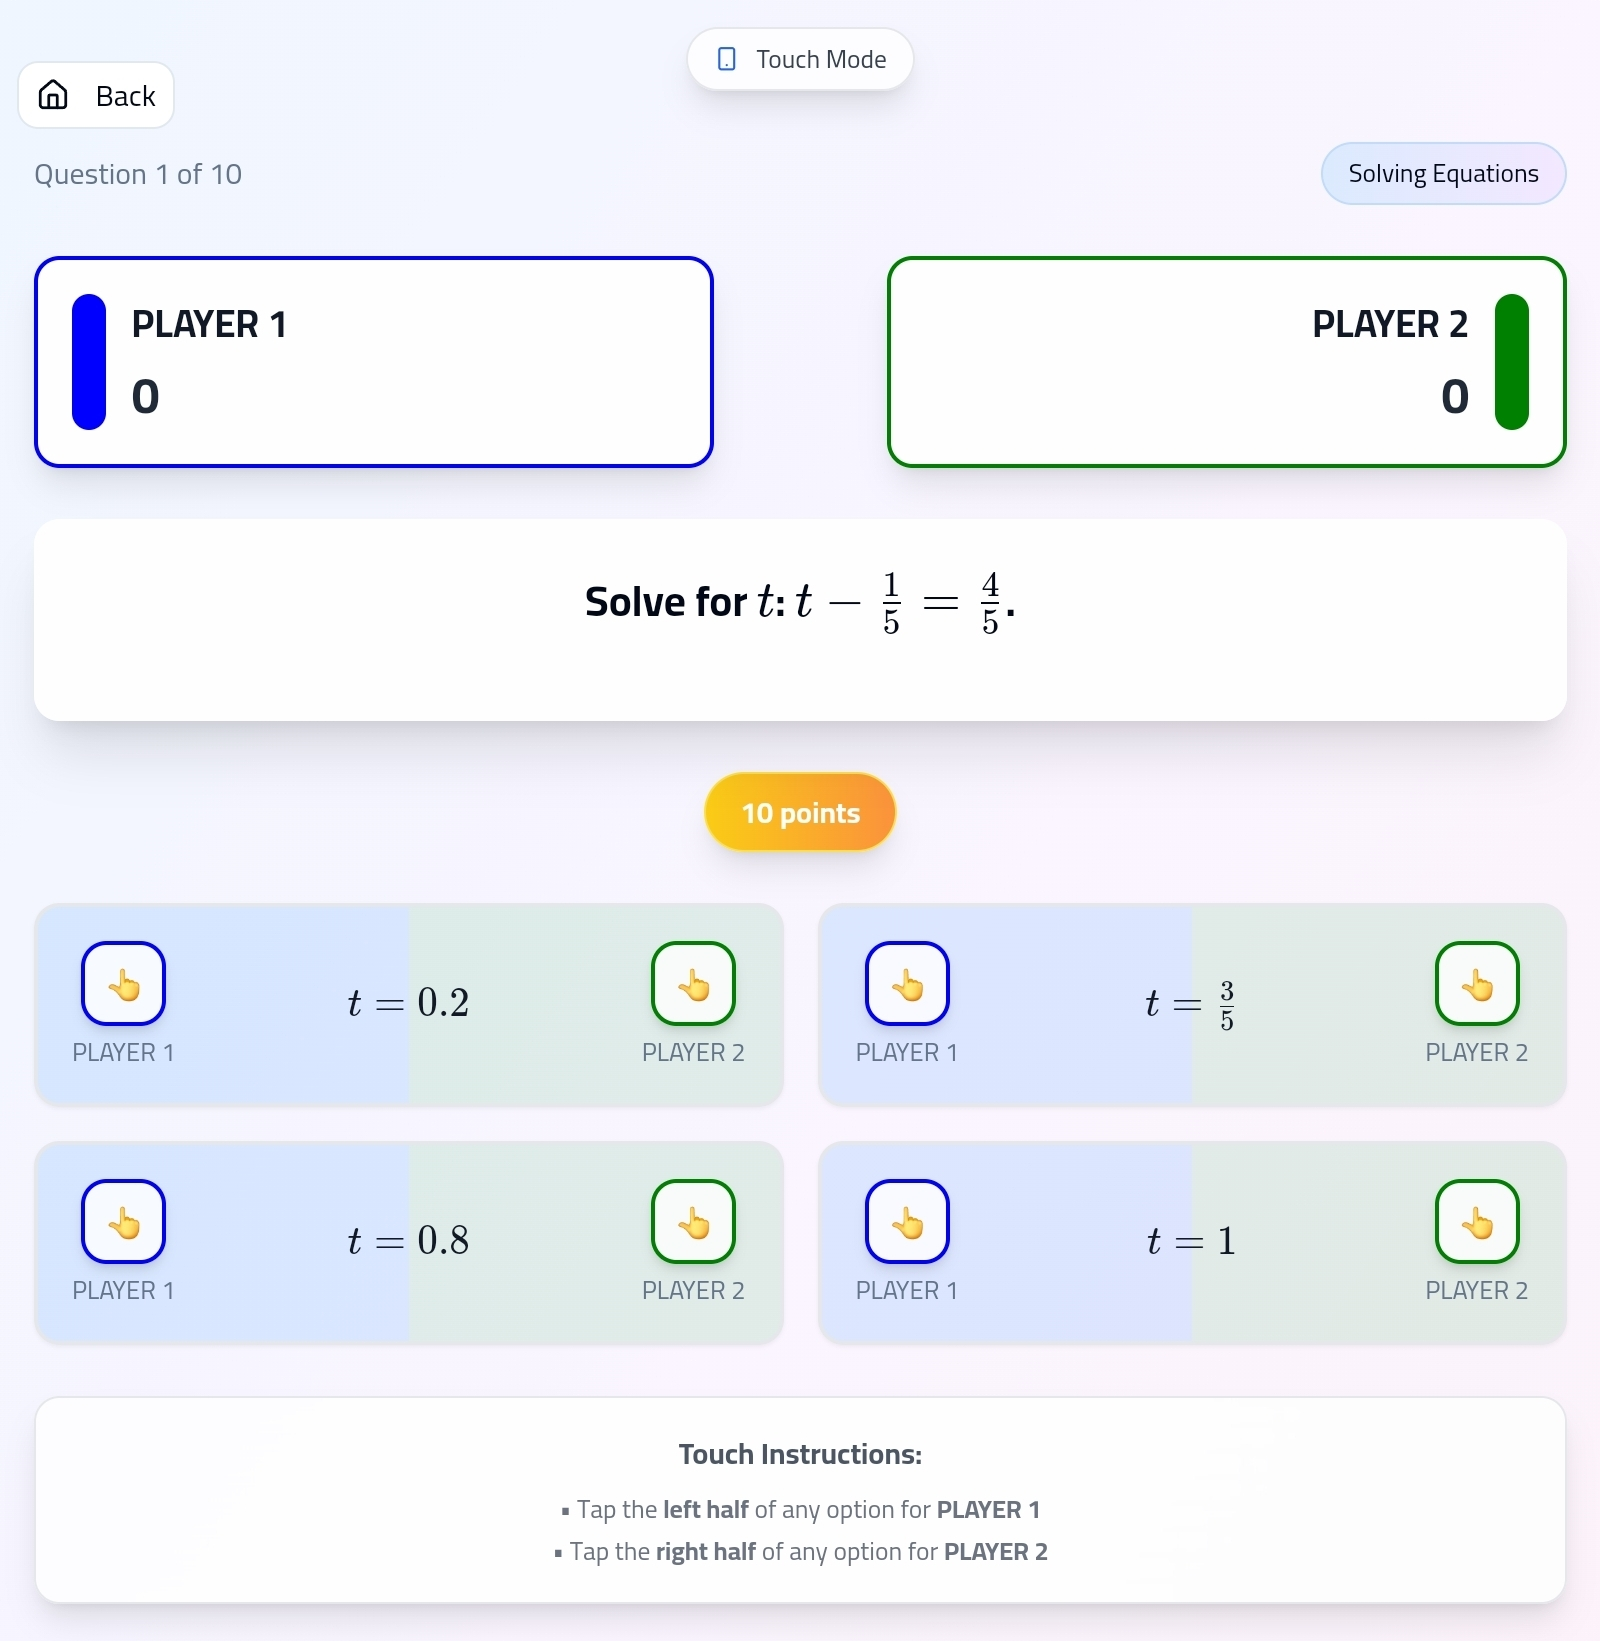 Touch Mode
Back
Question 1 of 10
Solving Equations
PLAYER 1
0
PLAYER 2
0
Solve for t: t − 1/5 = 4/5.
10 points
PLAYER 1
t = 0.2
PLAYER 2
PLAYER 1
t = 3/5
PLAYER 2
PLAYER 1
t = 0.8
PLAYER 2
PLAYER 1
t = 1
PLAYER 2
Touch Instructions:
▪ Tap the left half of any option for PLAYER 1
▪ Tap the right half of any option for PLAYER 2